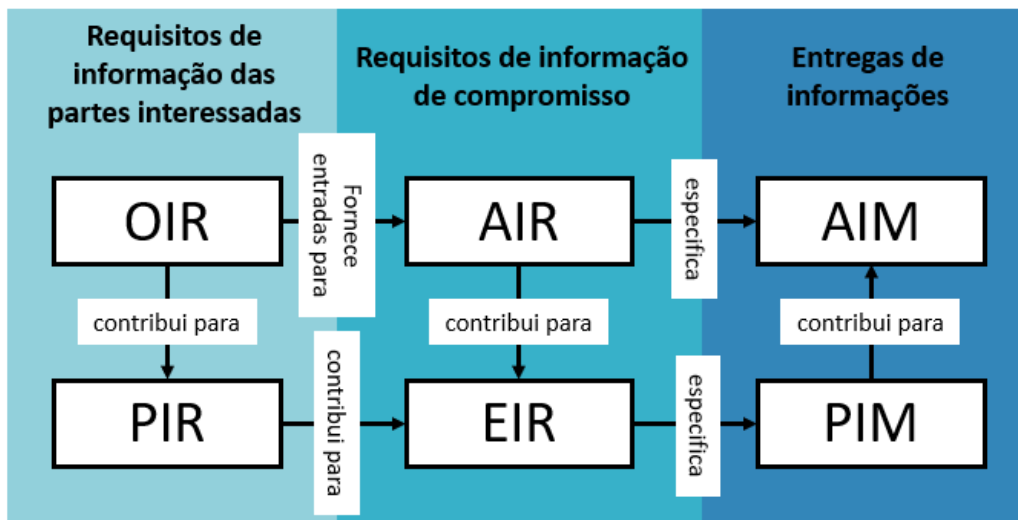 Requisitos de
informação das
partes interessadas
Requisitos de informação
de compromisso
Entregas de
informações
OIR
Fornece
entradas para
AIR
especifica
AIM
contribui para
contribui para
contribui para
PIR
contribui para
EIR
especifica
PIM